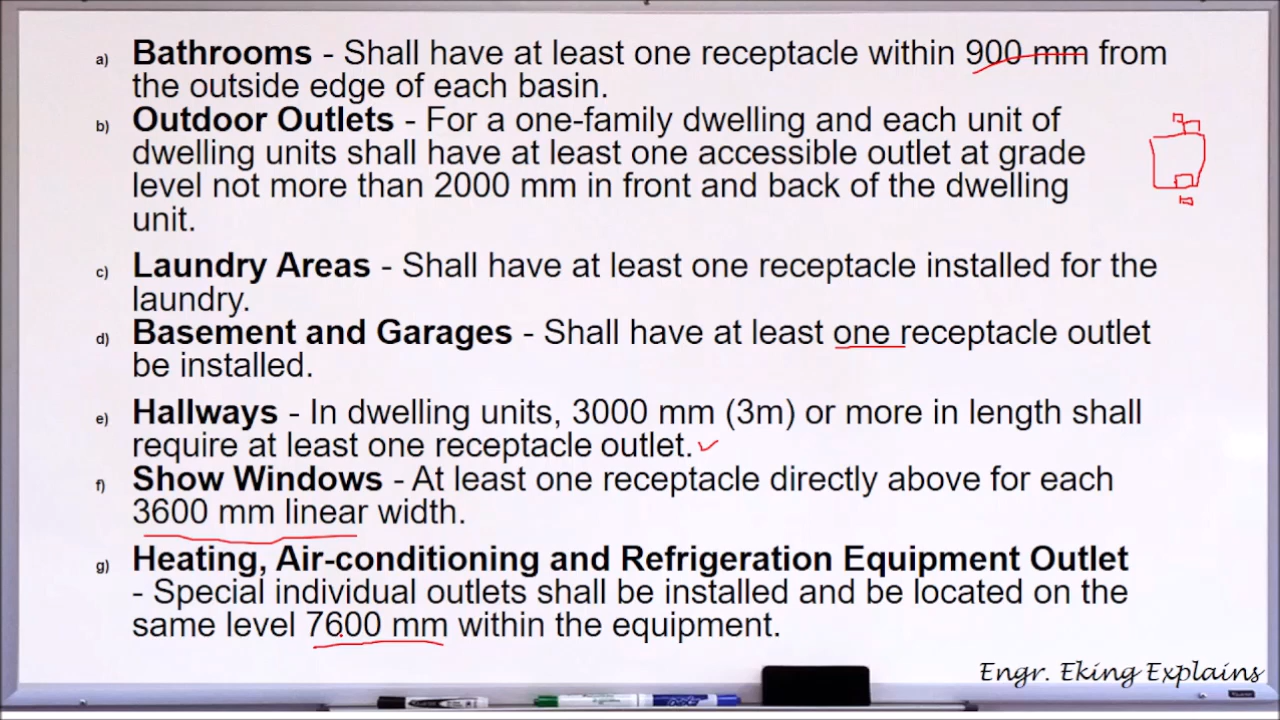 a) Bathrooms - Shall have at least one receptacle within 900 mm from
the outside edge of each basin.
b) Outdoor Outlets - For a one-family dwelling and each unit of
dwelling units shall have at least one accessible outlet at grade
level not more than 2000 mm in front and back of the dwelling
unit.
c) Laundry Areas - Shall have at least one receptacle installed for the
laundry.
d) Basement and Garages - Shall have at least one receptacle outlet
be installed.
e) Hallways - In dwelling units, 3000 mm (3m) or more in length shall
require at least one receptacle outlet.
f) Show Windows - At least one receptacle directly above for each
3600 mm linear width.
g) Heating, Air-conditioning and Refrigeration Equipment Outlet
- Special individual outlets shall be installed and be located on the
same level 7600 mm within the equipment.
Engr. Eking Explains